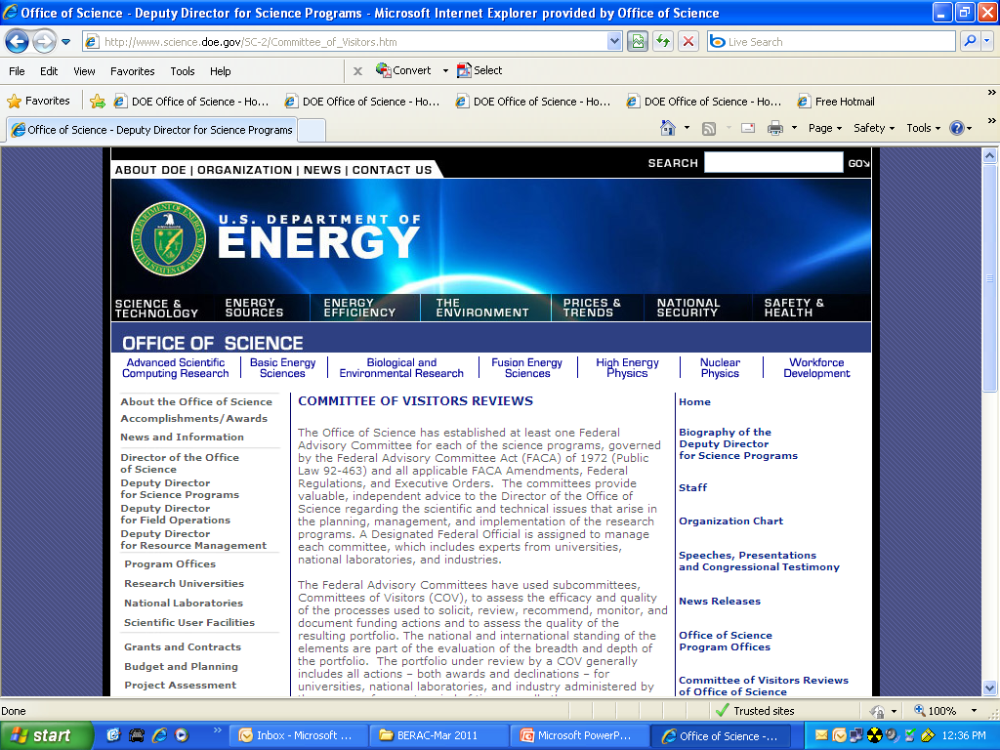 Office of Science - Deputy Director for Science Programs - Microsoft Internet Explorer provided by Office of Science
http://www.science.doe.gov/SC-2/Committee_of_Visitors.htm
Live Search
File Edit View Favorites Tools Help
x Convert Select
Favorites DOE Office of Science - Ho... DOE Office of Science - Ho... DOE Office of Science - Ho... DOE Office of Science - Ho... Free Hotmail
Office of Science - Deputy Director for Science Programs
Page Safety Tools
ABOUT DOE | ORGANIZATION | NEWS | CONTACT US
SEARCH GO
U.S. DEPARTMENT OF
ENERGY
SCIENCE & TECHNOLOGY
ENERGY SOURCES
ENERGY EFFICIENCY
THE ENVIRONMENT
PRICES & TRENDS
NATIONAL SECURITY
SAFETY & HEALTH
OFFICE OF SCIENCE
Advanced Scientific
Computing Research
Basic Energy
Sciences
Biological and
Environmental Research
Fusion Energy
Sciences
High Energy
Physics
Nuclear
Physics
Workforce
Development
About the Office of Science
Accomplishments/Awards
News and Information
Director of the Office
of Science
Deputy Director
for Science Programs
Deputy Director
for Field Operations
Deputy Director
for Resource Management
Program Offices
Research Universities
National Laboratories
Scientific User Facilities
Grants and Contracts
Budget and Planning
Project Assessment
COMMITTEE OF VISITORS REVIEWS
The Office of Science has established at least one Federal
Advisory Committee for each of the science programs, governed
by the Federal Advisory Committee Act (FACA) of 1972 (Public
Law 92-463) and all applicable FACA Amendments, Federal
Regulations, and Executive Orders. The committees provide
valuable, independent advice to the Director of the Office of
Science regarding the scientific and technical issues that arise in
the planning, management, and implementation of the research
programs. A Designated Federal Official is assigned to manage
each committee, which includes experts from universities,
national laboratories, and industries.
The Federal Advisory Committees have used subcommittees,
Committees of Visitors (COV), to assess the efficacy and quality
of the processes used to solicit, review, recommend, monitor, and
document funding actions and to assess the quality of the
resulting portfolio. The national and international standing of the
elements are part of the evaluation of the breadth and depth of
the portfolio. The portfolio under review by a COV generally
includes all actions – both awards and declinations – for
universities, national laboratories, and industry administered by
Home
Biography of the
Deputy Director
for Science Programs
Staff
Organization Chart
Speeches, Presentations
and Congressional Testimony
News Releases
Office of Science
Program Offices
Committee of Visitors Reviews
of Office of Science
Done
Trusted sites
100%
start
Inbox - Microsoft ...
BERAC-Mar 2011
Microsoft PowerP...
Office of Science -...
12:36 PM